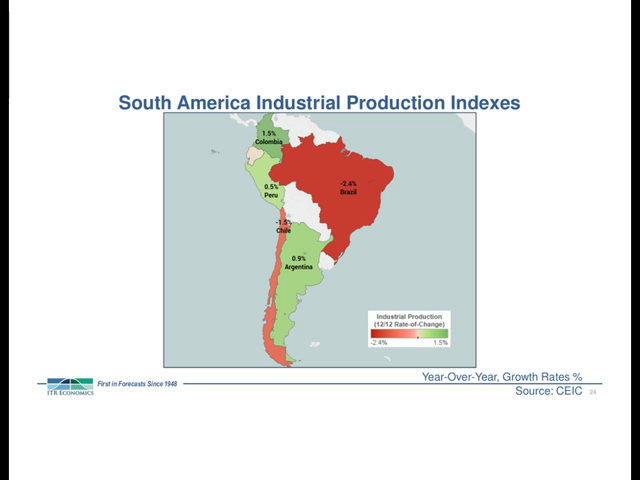 South America Industrial Production Indexes
1.5%
Colombia
-2.4%
Brazil
0.5%
Peru
-1.5%
Chile
0.9%
Argentina
Industrial Production
(12/12 Rate-of-Change)
-2.4% 1.5%
Year-Over-Year, Growth Rates %
ITR ECONOMICS
First in Forecasts Since 1948
Source: CEIC
24